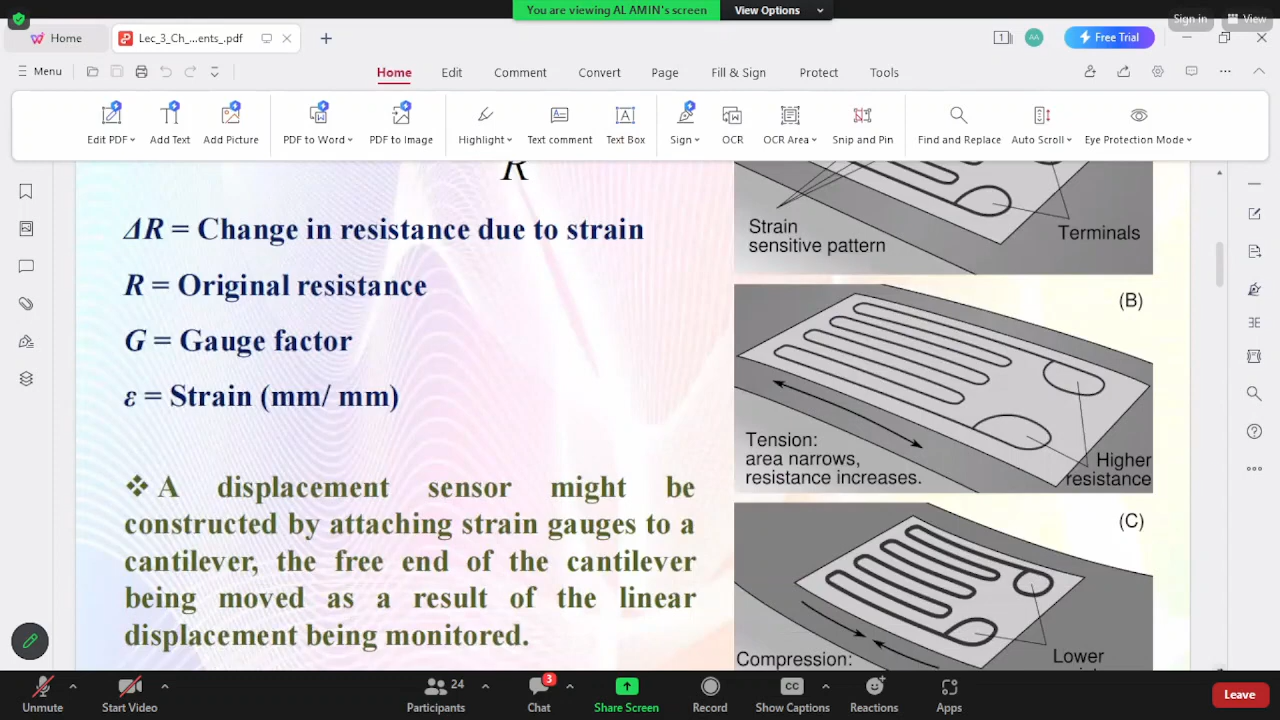 You are viewing AL AMIN's screen
View Options
Sign in
View
Home
Lec_3_Ch_...ents_.pdf
1
AA
Free Trial
Menu
Home
Edit
Comment
Convert
Page
Fill & Sign
Protect
Tools
Edit PDF
Add Text
Add Picture
PDF to Word
PDF to Image
Highlight
Text comment
Text Box
Sign
OCR
OCR Area
Snip and Pin
Find and Replace
Auto Scroll
Eye Protection Mode
R
ΔR = Change in resistance due to strain
R = Original resistance
G = Gauge factor
ε = Strain (mm/ mm)
❖ A displacement sensor might be
constructed by attaching strain gauges to a
cantilever, the free end of the cantilever
being moved as a result of the linear
displacement being monitored.
Strain
sensitive pattern
Terminals
(B)
Tension:
area narrows,
resistance increases.
Higher
resistance
(C)
Compression:
Lower
Unmute
Start Video
24
Participants
3
Chat
Share Screen
Record
CC
Show Captions
Reactions
Apps
Leave